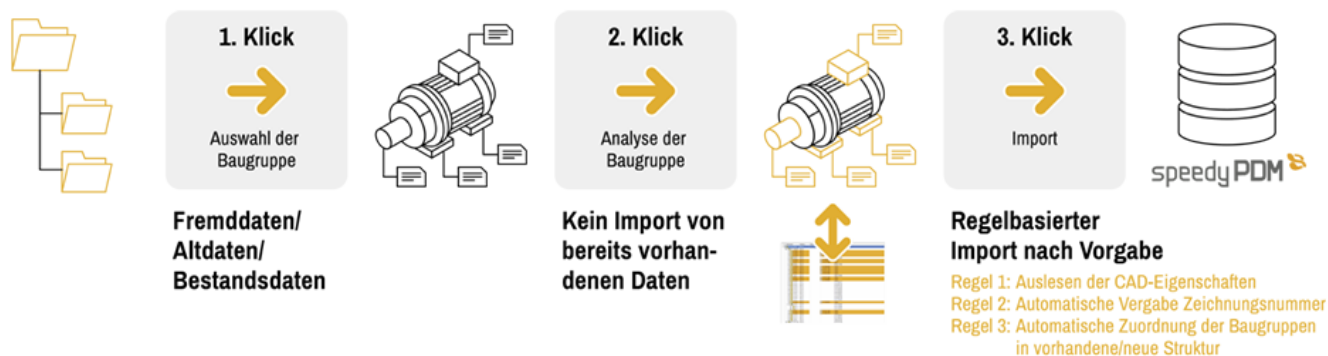 1. Klick
Auswahl der
Baugruppe
Fremddaten/
Altdaten/
Bestandsdaten
2. Klick
Analyse der
Baugruppe
Kein Import von
bereits vorhan-
denen Daten
3. Klick
Import
speedyPDM
Regelbasierter
Import nach Vorgabe
Regel 1: Auslesen der CAD-Eigenschaften
Regel 2: Automatische Vergabe Zeichnungsnummer
Regel 3: Automatische Zuordnung der Baugruppen
in vorhandene/neue Struktur